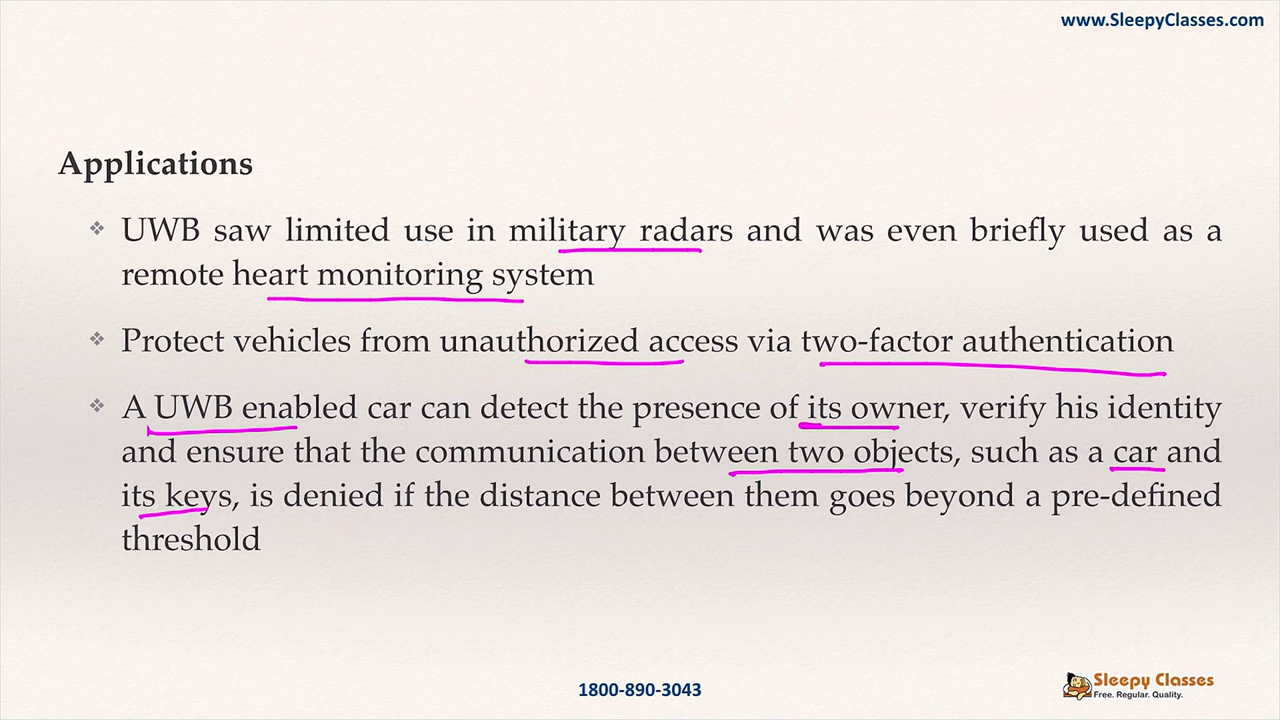 www.SleepyClasses.com
Applications
❖ UWB saw limited use in military radars and was even briefly used as a
remote heart monitoring system
❖ Protect vehicles from unauthorized access via two-factor authentication
❖ A UWB enabled car can detect the presence of its owner, verify his identity
and ensure that the communication between two objects, such as a car and
its keys, is denied if the distance between them goes beyond a pre-defined
threshold
1800-890-3043
Sleepy Classes
Free. Regular. Quality.